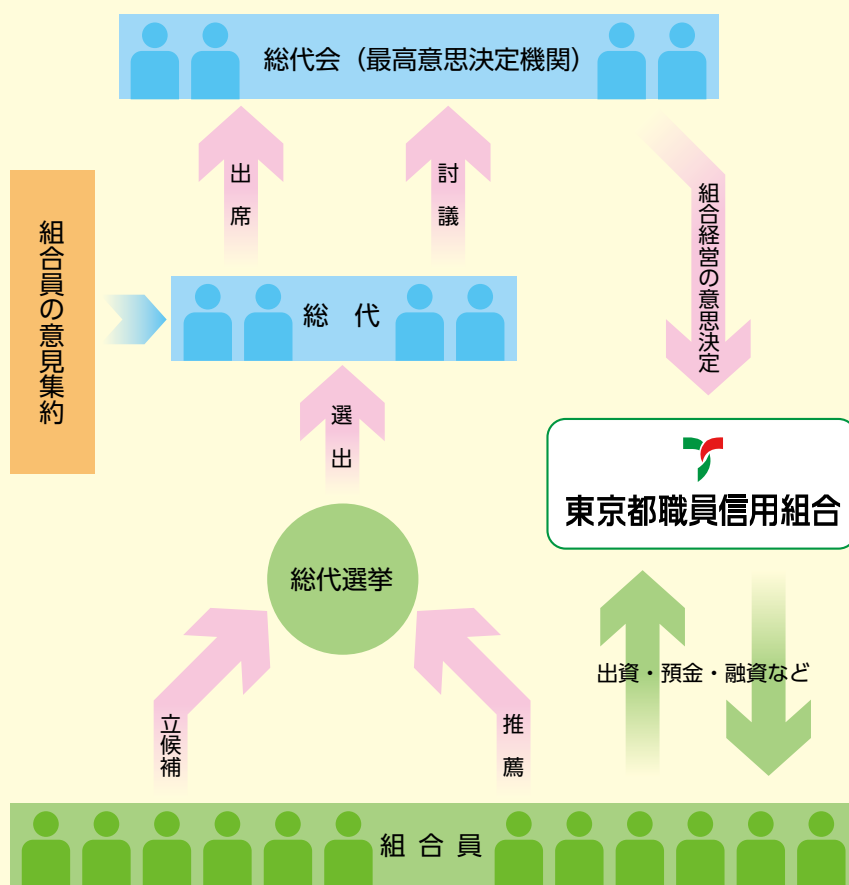 総代会（最高意思決定機関）
出席
討議
組合経営の意思決定
組合員の意見集約
総　代
選出
東京都職員信用組合
総代選挙
出資・預金・融資など
立候補
推薦
組 合 員